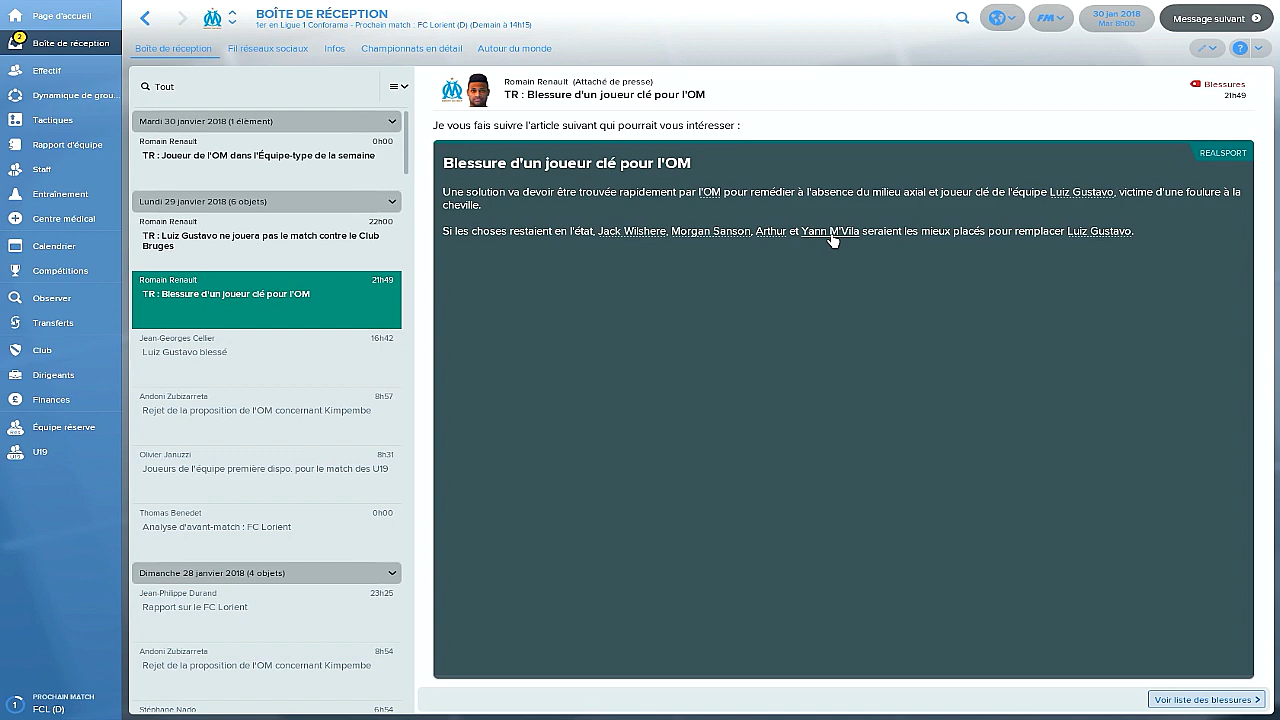 Page d'accueil
2
Boîte de réception
Effectif
Dynamique de grou...
Tactiques
Rapport d'équipe
Staff
Entraînement
Centre médical
Calendrier
Compétitions
Observer
Transferts
Club
Dirigeants
Finances
Équipe réserve
U19
1
PROCHAIN MATCH
FCL (D)
BOÎTE DE RÉCEPTION
1er en Ligue 1 Conforama - Prochain match : FC Lorient (D) (Demain à 14h15)
FM
30 jan 2018
Mar 8h00
Message suivant
Boîte de réception
Fil réseaux sociaux
Infos
Championnats en détail
Autour du monde
?
Tout
Mardi 30 janvier 2018 (1 élément)
Romain Renault 0h00
TR : Joueur de l'OM dans l'Équipe-type de la semaine
Lundi 29 janvier 2018 (6 objets)
Romain Renault 22h00
TR : Luiz Gustavo ne jouera pas le match contre le Club
Bruges
Romain Renault 21h49
TR : Blessure d'un joueur clé pour l'OM
Jean-Georges Cellier 16h42
Luiz Gustavo blessé
Andoni Zubizarreta 8h57
Rejet de la proposition de l'OM concernant Kimpembe
Olivier Januzzi 8h31
Joueurs de l'équipe première dispo. pour le match des U19
Thomas Benedet 0h00
Analyse d'avant-match : FC Lorient
Dimanche 28 janvier 2018 (4 objets)
Jean-Philippe Durand 23h25
Rapport sur le FC Lorient
Andoni Zubizarreta 8h54
Rejet de la proposition de l'OM concernant Kimpembe
Stéphane Nado 6h54
Romain Renault (Attaché de presse)
TR : Blessure d'un joueur clé pour l'OM
Blessures
21h49
Je vous fais suivre l'article suivant qui pourrait vous intéresser :
REALSPORT
Blessure d'un joueur clé pour l'OM
Une solution va devoir être trouvée rapidement par l'OM pour remédier à l'absence du milieu axial et joueur clé de l'équipe Luiz Gustavo, victime d'une foulure à la
cheville.
Si les choses restaient en l'état, Jack Wilshere, Morgan Sanson, Arthur et Yann M'Vila seraient les mieux placés pour remplacer Luiz Gustavo.
Voir liste des blessures